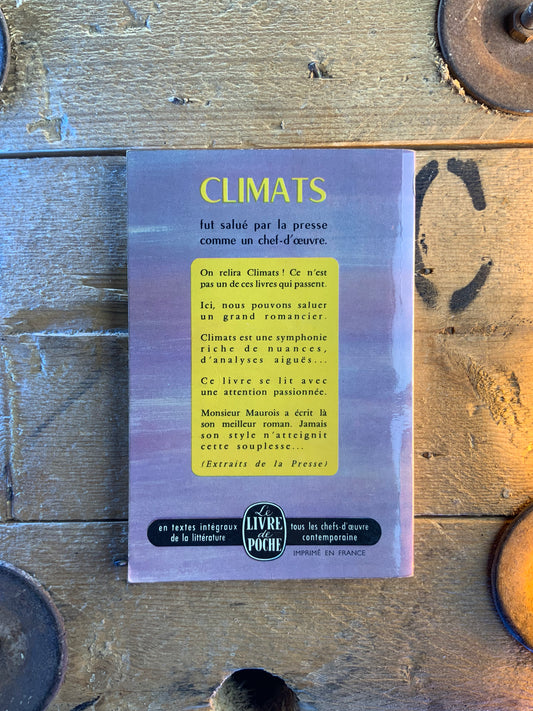 CLIMATS
fut salué par la presse
comme un chef-d'œuvre.
On relira Climats ! Ce n'est
pas un de ces livres qui passent.
Ici, nous pouvons saluer
un grand romancier.
Climats est une symphonie
riche de nuances,
d'analyses aiguës...
Ce livre se lit avec
une attention passionnée.
Monsieur Maurois a écrit là
son meilleur roman. Jamais
son style n'atteignit
cette souplesse...
(Extraits de la Presse)
en textes intégraux
de la littérature
Le
LIVRE
de
POCHE
tous les chefs-d'œuvre
contemporaine
IMPRIMÉ EN FRANCE